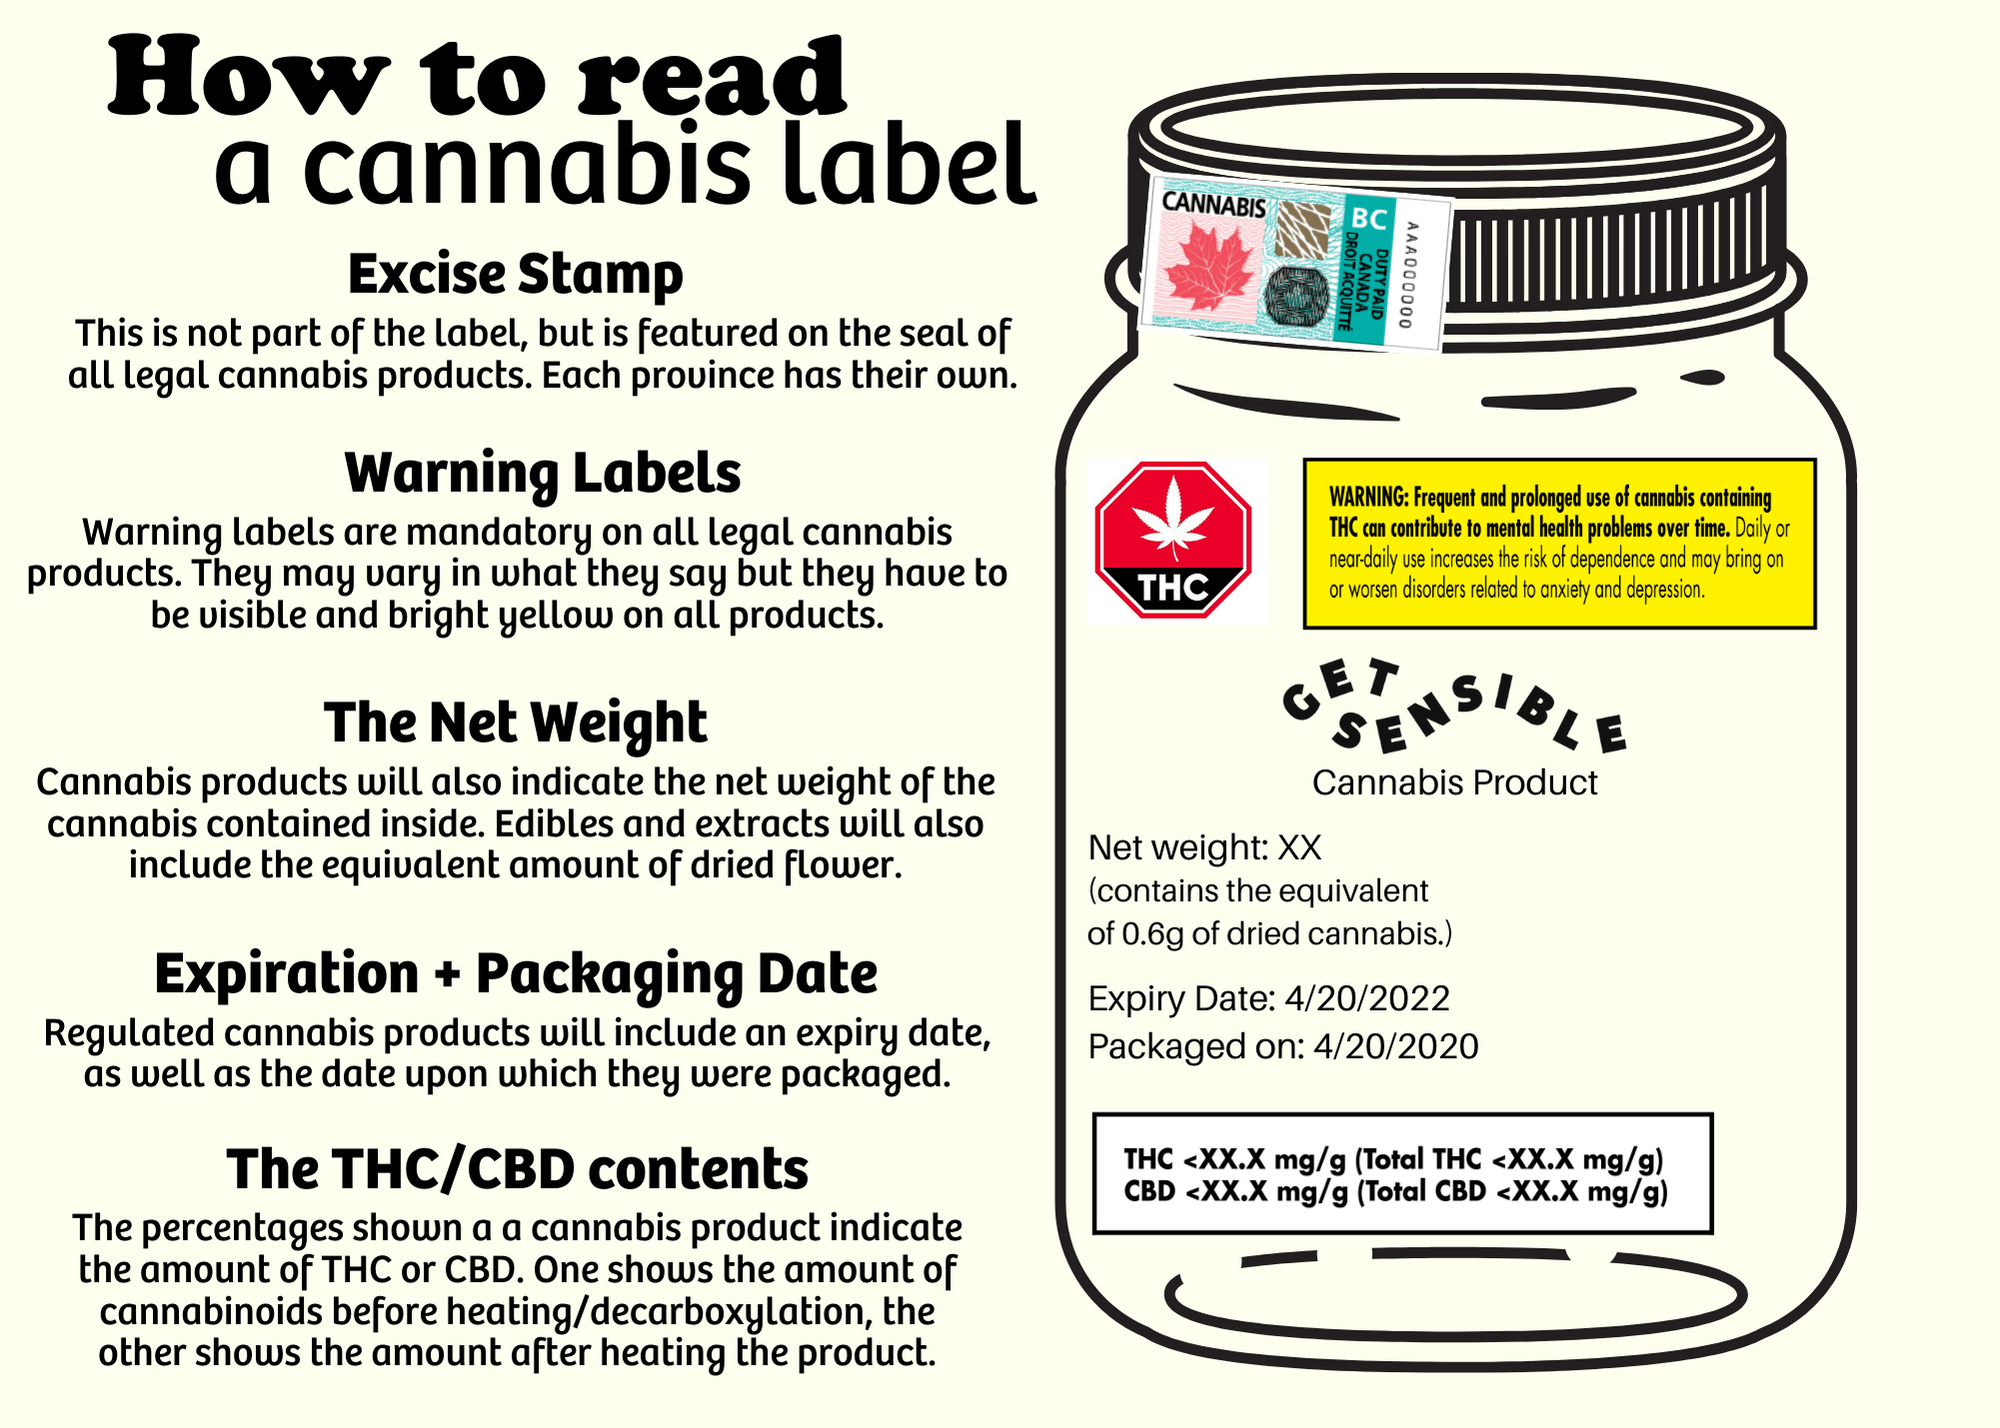 How to read
a cannabis label
Excise Stamp
This is not part of the label, but is featured on the seal of
all legal cannabis products. Each province has their own.
Warning Labels
Warning labels are mandatory on all legal cannabis
products. They may vary in what they say but they have to
be visible and bright yellow on all products.
The Net Weight
Cannabis products will also indicate the net weight of the
cannabis contained inside. Edibles and extracts will also
include the equivalent amount of dried flower.
Expiration + Packaging Date
Regulated cannabis products will include an expiry date,
as well as the date upon which they were packaged.
The THC/CBD contents
The percentages shown a a cannabis product indicate
the amount of THC or CBD. One shows the amount of
cannabinoids before heating/decarboxylation, the
other shows the amount after heating the product.
CANNABIS
BC
DUTY PAID
CANADA
DROIT ACQUITTÉ
AAA000000
THC
WARNING: Frequent and prolonged use of cannabis containing
THC can contribute to mental health problems over time. Daily or
near-daily use increases the risk of dependence and may bring on
or worsen disorders related to anxiety and depression.
GET
SENSIBLE
Cannabis Product
Net weight: XX
(contains the equivalent
of 0.6g of dried cannabis.)
Expiry Date: 4/20/2022
Packaged on: 4/20/2020
THC <XX.X mg/g (Total THC <XX.X mg/g)
CBD <XX.X mg/g (Total CBD <XX.X mg/g)